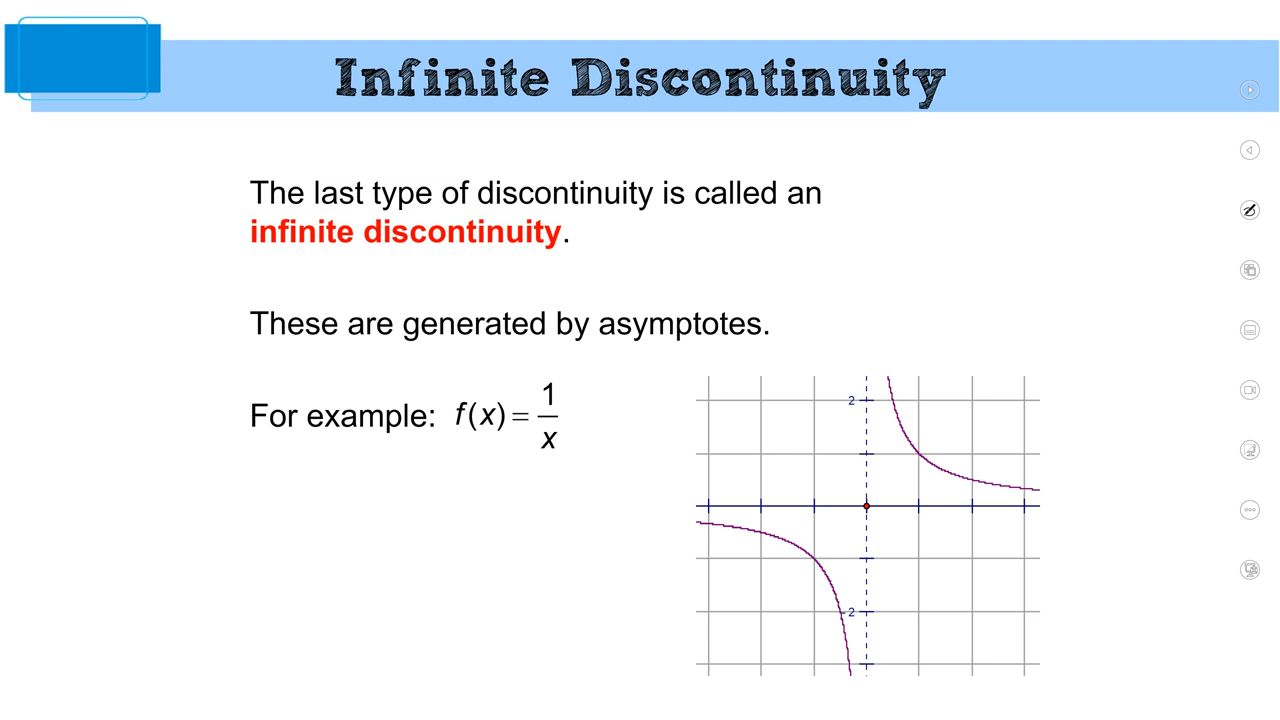 Infinite Discontinuity
The last type of discontinuity is called an
infinite discontinuity.
These are generated by asymptotes.
For example: f(x) = 1/x
2
-2